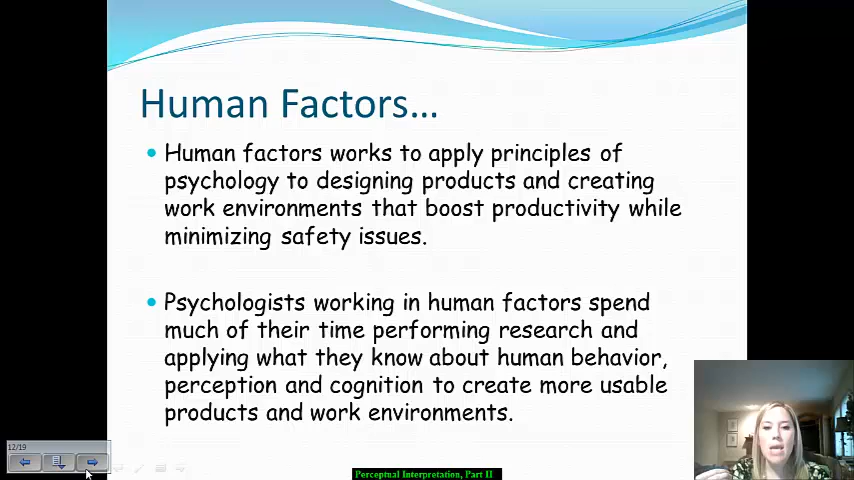 Human Factors...
Human factors works to apply principles of
psychology to designing products and creating
work environments that boost productivity while
minimizing safety issues.
Psychologists working in human factors spend
much of their time performing research and
applying what they know about human behavior,
perception and cognition to create more usable
products and work environments.
12/19
Perceptual Interpretation, Part II